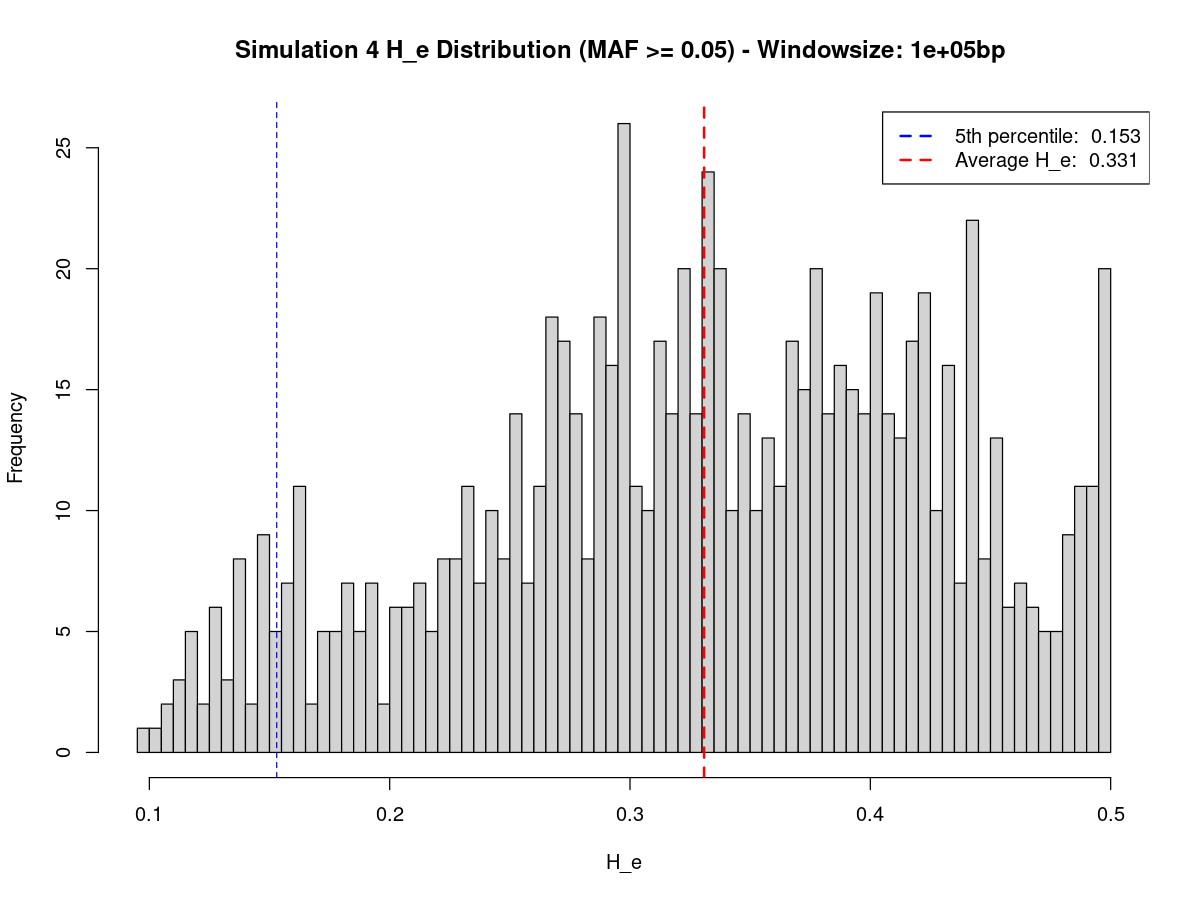 Simulation 4 H_e Distribution (MAF >= 0.05) - Windowsize: 1e+05bp
5th percentile: 0.153
Average H_e: 0.331
Frequency
25
20
15
10
5
0
0.1 0.2 0.3 0.4 0.5
H_e